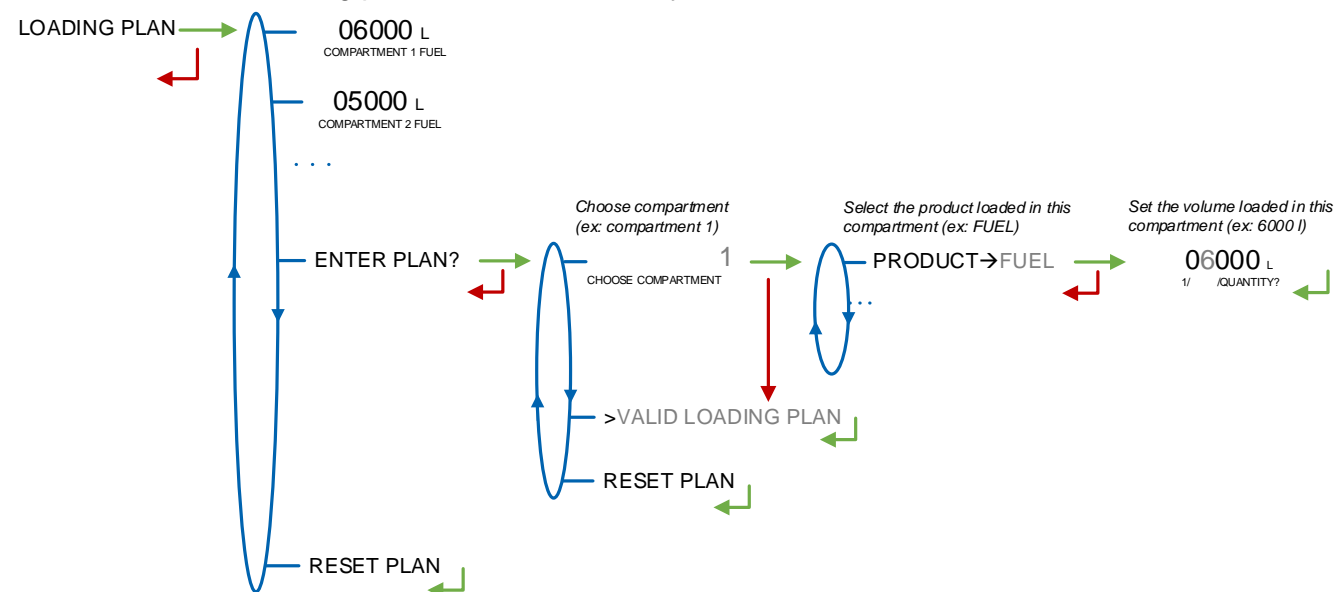 LOADING PLAN
06000 L
COMPARTMENT 1 FUEL
05000 L
COMPARTMENT 2 FUEL
. . .
ENTER PLAN?
Choose compartment
(ex: compartment 1)
1
CHOOSE COMPARTMENT
Select the product loaded in this
compartment (ex: FUEL)
PRODUCT→FUEL
...
Set the volume loaded in this
compartment (ex: 6000 l)
06000 L
1/ /QUANTITY?
>VALID LOADING PLAN
RESET PLAN
RESET PLAN